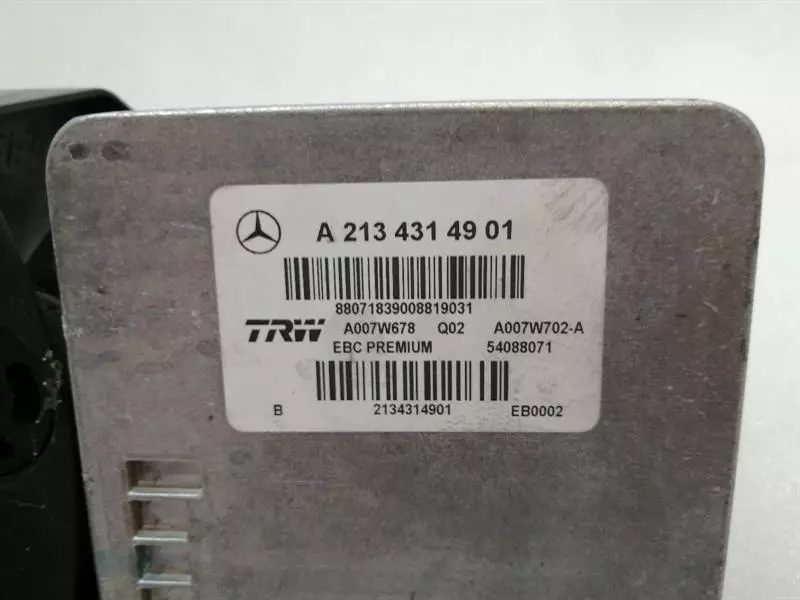 A 213 431 49 01
88071839008819031
TRW A007W678 Q02 A007W702-A
EBC PREMIUM 54088071
B 2134314901 EB0002